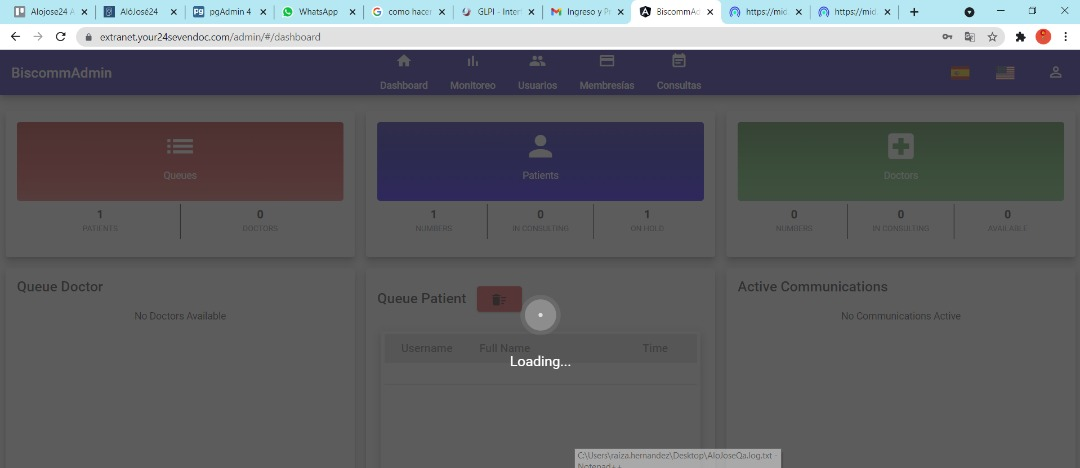 Alojose24 A
AlóJosé24
pgAdmin 4
WhatsApp
como hacer
GLPI - Inter
Ingreso y Pr
BiscommAd
https://mid
https://mid
extranet.your24sevendoc.com/admin/#/dashboard
BiscommAdmin
Dashboard
Monitoreo
Usuarios
Membresías
Consultas
Queues
Patients
Doctors
1
0
1
0
1
0
0
0
PATIENTS
DOCTORS
NUMBERS
IN CONSULTING
ON HOLD
NUMBERS
IN CONSULTING
AVAILABLE
Queue Doctor
Queue Patient
Active Communications
No Doctors Available
No Communications Active
Username
Full Name
Time
Loading...
C:\Users\raiza.hernandez\Desktop\AloJoseQa.log.txt -
Notepad++